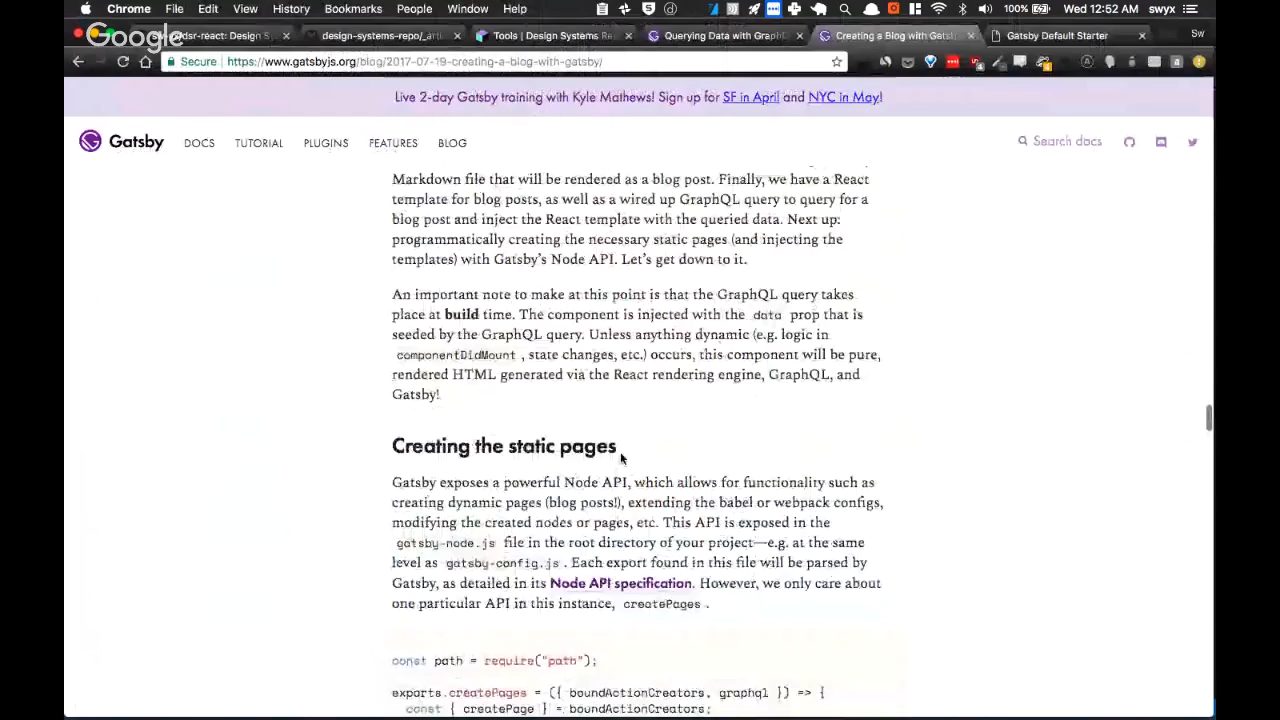 Chrome File Edit View History Bookmarks People Window Help 100% Wed 12:52 AM swyx
Google
dsr-react: Design S design-systems-repo/_arti Tools | Design Systems Re Querying Data with GraphQ Creating a Blog with Gatsb Gatsby Default Starter Sw
Secure https://www.gatsbyjs.org/blog/2017-07-19-creating-a-blog-with-gatsby/
Live 2-day Gatsby training with Kyle Mathews! Sign up for SF in April and NYC in May!
Gatsby DOCS TUTORIAL PLUGINS FEATURES BLOG Search docs
Markdown file that will be rendered as a blog post. Finally, we have a React
template for blog posts, as well as a wired up GraphQL query to query for a
blog post and inject the React template with the queried data. Next up:
programmatically creating the necessary static pages (and injecting the
templates) with Gatsby's Node API. Let's get down to it.
An important note to make at this point is that the GraphQL query takes
place at build time. The component is injected with the data prop that is
seeded by the GraphQL query. Unless anything dynamic (e.g. logic in
componentDidMount , state changes, etc.) occurs, this component will be pure,
rendered HTML generated via the React rendering engine, GraphQL, and
Gatsby!
Creating the static pages
Gatsby exposes a powerful Node API, which allows for functionality such as
creating dynamic pages (blog posts!), extending the babel or webpack configs,
modifying the created nodes or pages, etc. This API is exposed in the
gatsby-node.js file in the root directory of your project—e.g. at the same
level as gatsby-config.js . Each export found in this file will be parsed by
Gatsby, as detailed in its Node API specification. However, we only care about
one particular API in this instance, createPages .
const path = require("path");
exports.createPages = ({ boundActionCreators, graphql }) => {
const { createPage } = boundActionCreators;